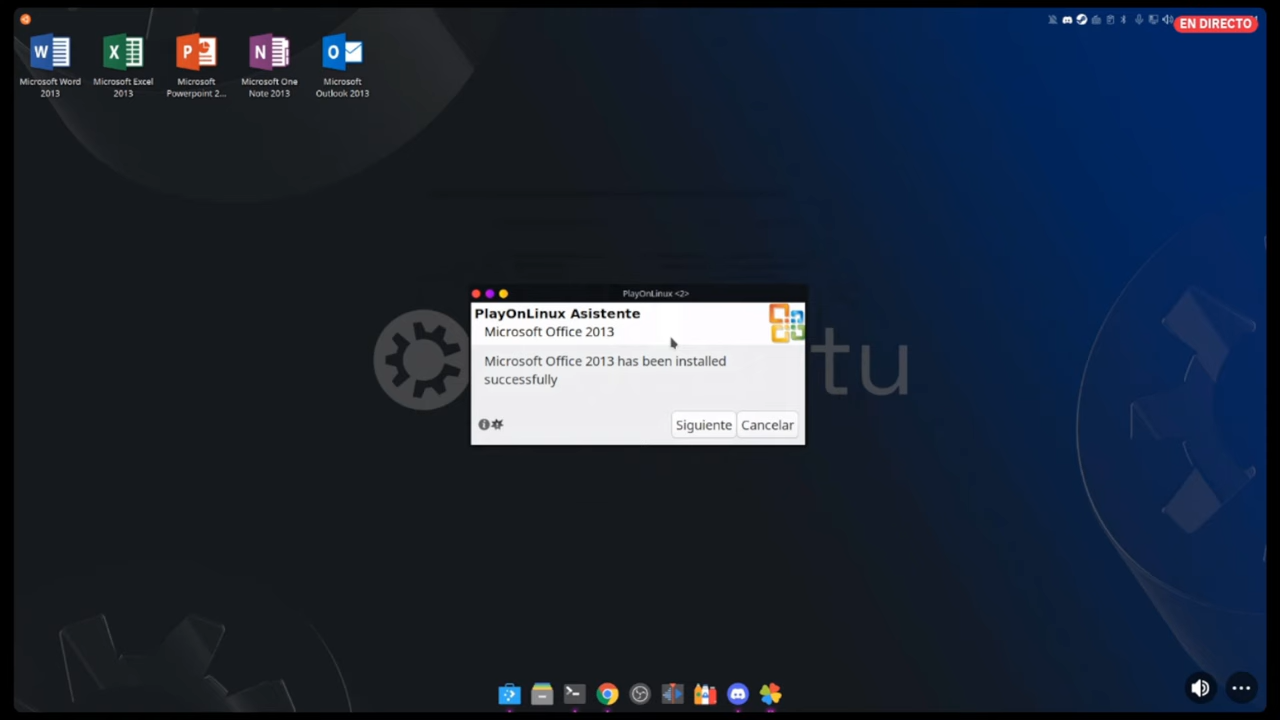 EN DIRECTO
Microsoft Word
2013
Microsoft Excel
2013
Microsoft
Powerpoint 2...
Microsoft One
Note 2013
Microsoft
Outlook 2013
PlayOnLinux <2>
PlayOnLinux Asistente
Microsoft Office 2013
Microsoft Office 2013 has been installed
successfully
tu
Siguiente
Cancelar